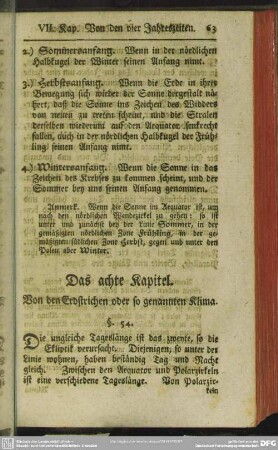 VII. Kap. Von den vier Jahreszeiten. 63
2.) Sommersanfang. Wenn in der nördlichen
Halbkugel der Winter seinen Anfang nimt.
3.) Herbstsanfang. Wenn die Erde in ihrer
Bewegung sich wieder der Sonne dergestalt nä-
hert, daß die Sonne ins Zeichen des Widders
von neuen zu treten scheint, und die Stralen
derselben wiederum auf den Aequator senkrecht
fallen, auch in der nördlichen Halbkugel der Früh-
ling seinen Anfang nimt.
4.) Wintersanfang. Wenn die Sonne in das
Zeichen des Krebses zu kommen scheint, und der
Sommer bey uns seinen Anfang genommen.
Anmerk. Wenn die Sonne im Aequator ist, um
nach den nördlichen Wendezirkel zu gehen: so ist
unter und zunächst bey der Linie Sommer, in der
gemäßigten nördlichen Zone Frühling, in der ge-
mäßigten südlichen Zone Herbst, gegen und unter den
Polen aber Winter.
Das achte Kapitel.
Von den Erdstrichen oder so genannten Klima.
§. 54.
Die ungleiche Tageslänge ist das zwente, so die
Ekliptik verursacht. Diejenigen, so unter der
Linie wohnen, haben beständig Tag und Nacht
gleich. Zwischen den Aequator und Polarzirkeln
ist eine verschiedene Tageslänge. Von Polarzir-
keln